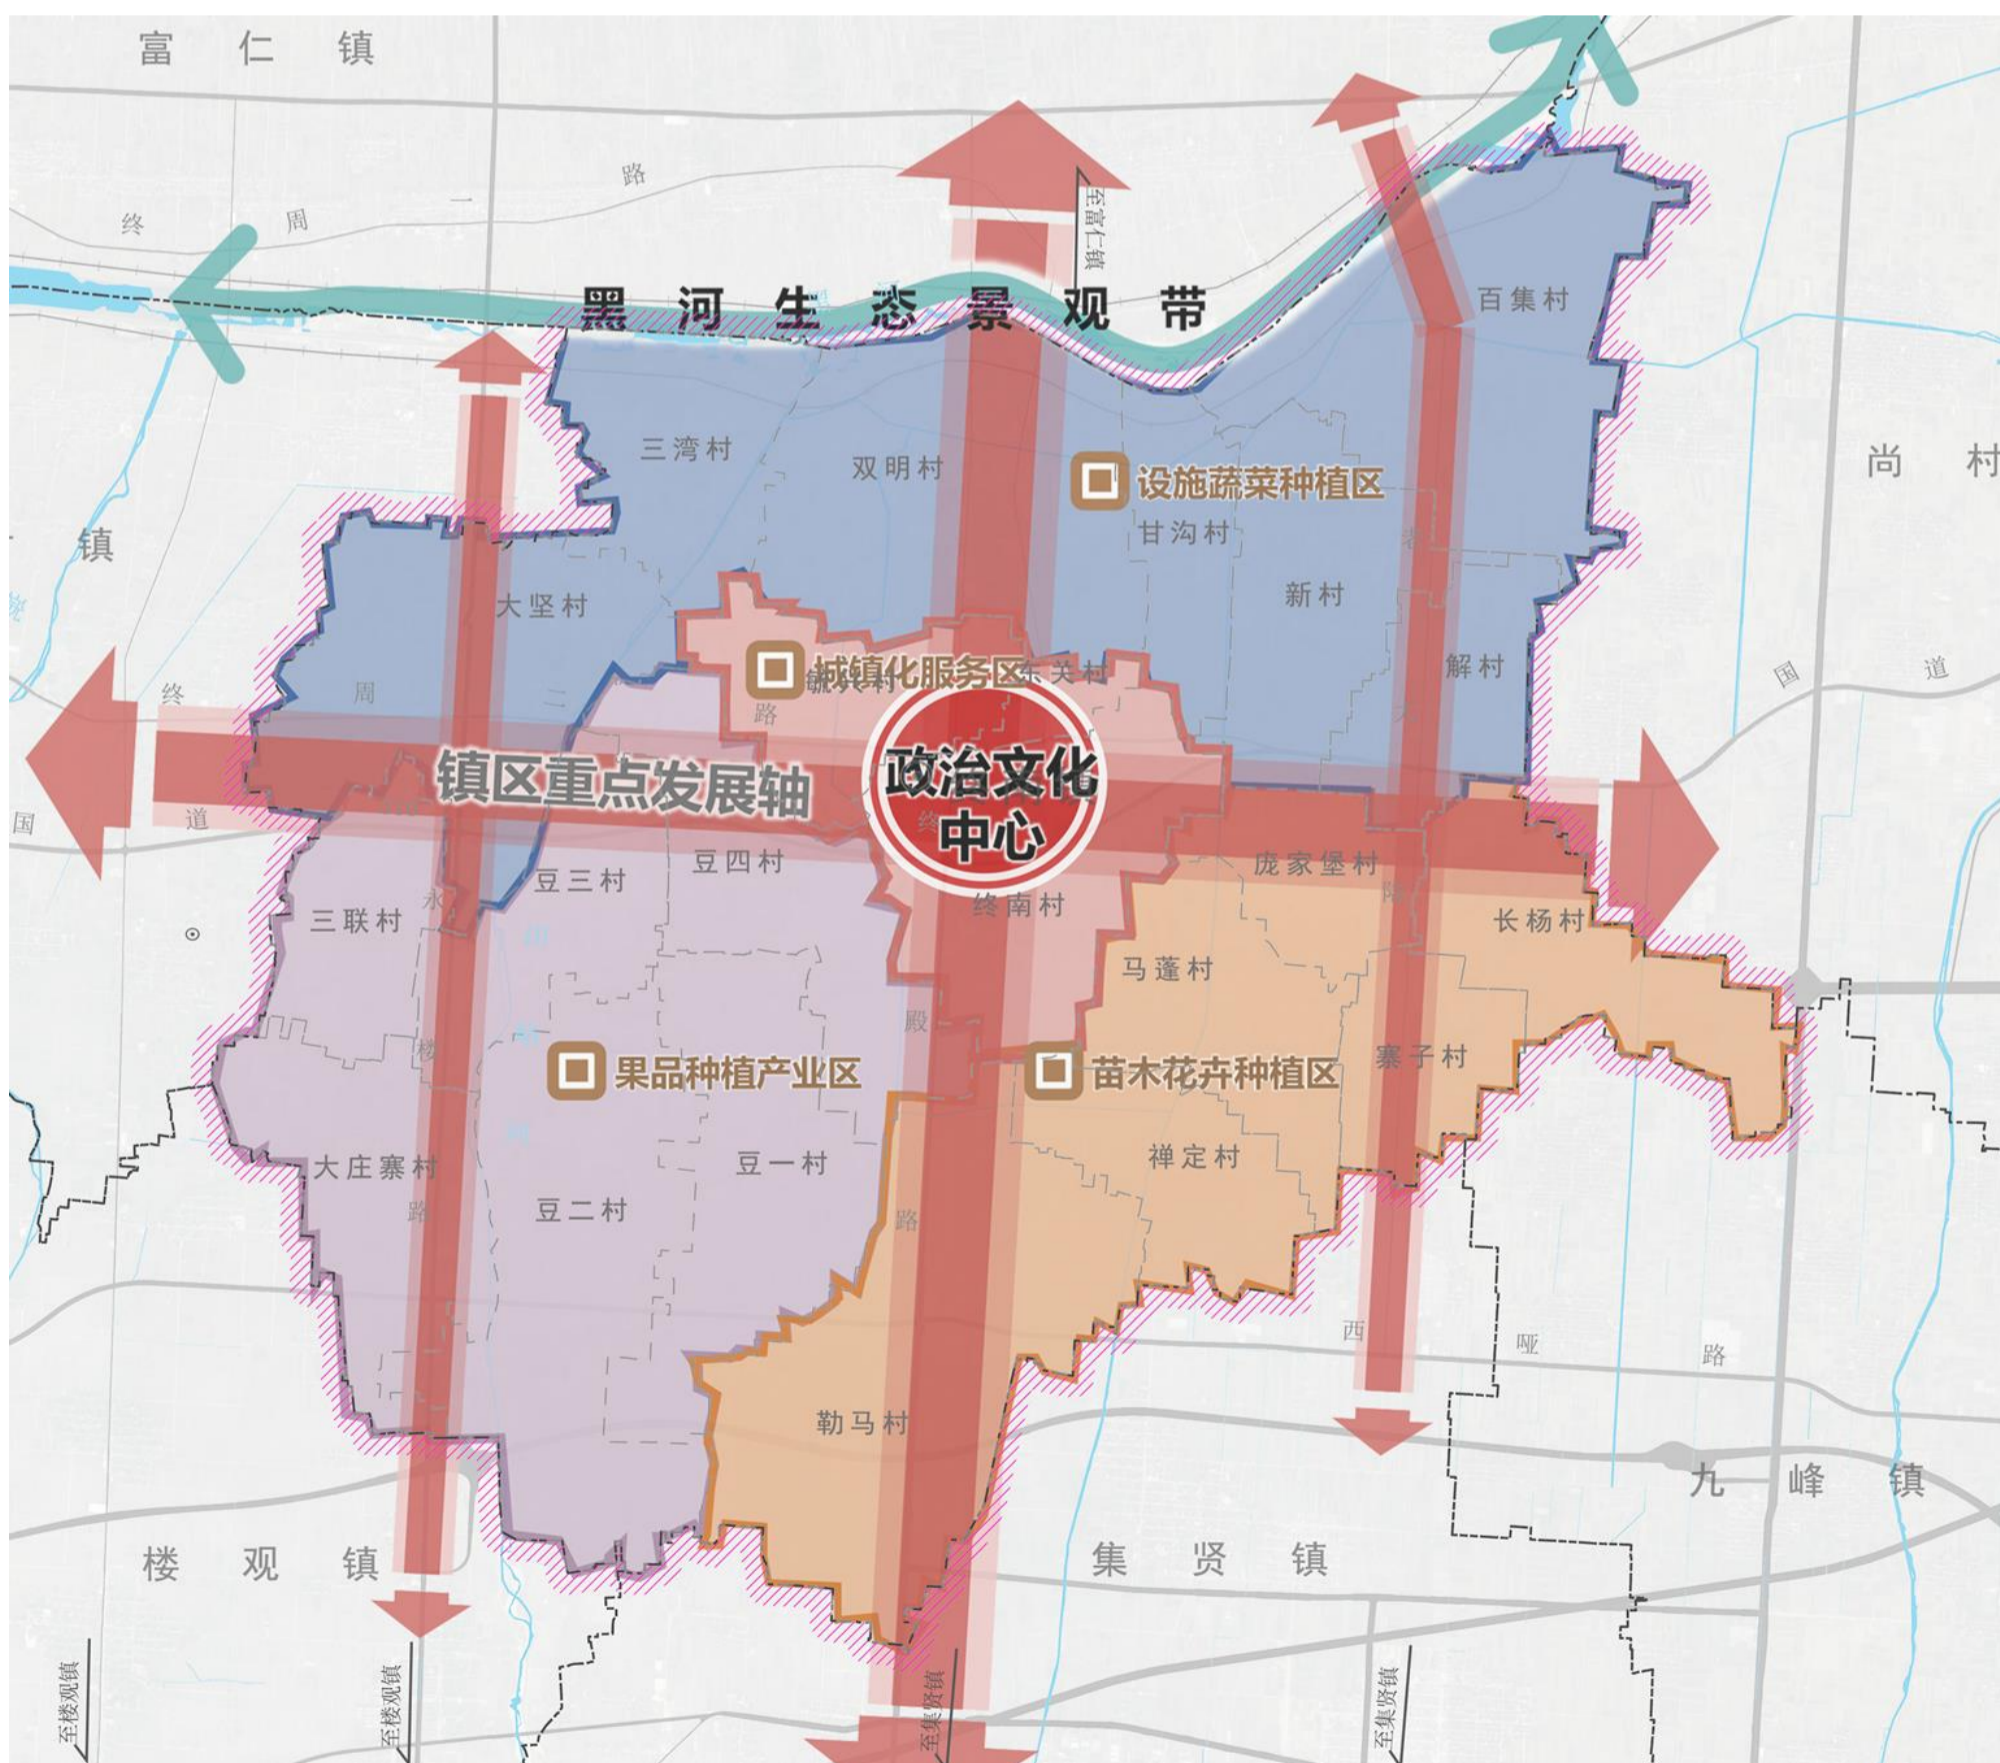 富仁镇
终周一路
至富仁镇
黑河生态景观带
百集村
三湾村
双明村
设施蔬菜种植区
甘沟村
尚村
镇
大坚村
新村
解村
城镇化服务区
东关村
终周二路
国道
镇区重点发展轴
政治文化
中心
国道
豆三村
豆四村
庞家堡村
三联村
终南村
长杨村
马蓬村
永
楼
路
殿
路
果品种植产业区
苗木花卉种植区
寨子村
大庄寨村
豆一村
禅定村
豆二村
西
哑
路
勒马村
九峰镇
楼观镇
集贤镇
至楼观镇
至楼观镇
至集贤镇
至集贤镇